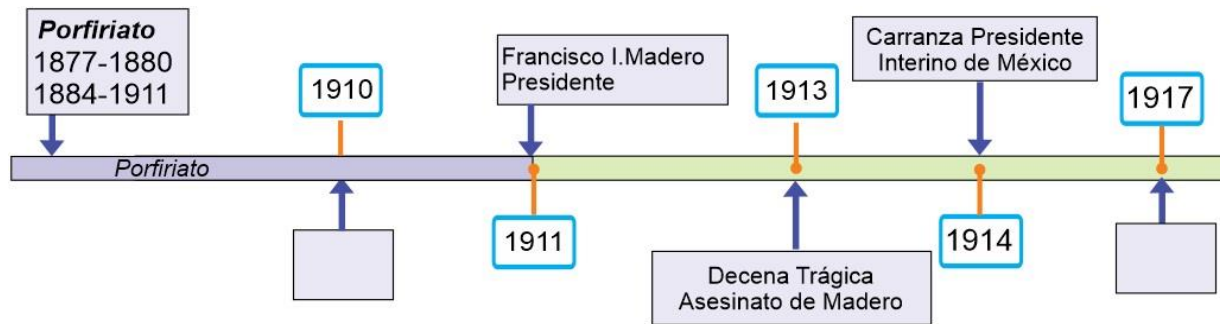 Porfiriato
1877-1880
1884-1911
1910
Francisco I.Madero
Presidente
1913
Carranza Presidente
Interino de México
1917
Porfiriato
1911
Decena Trágica
Asesinato de Madero
1914